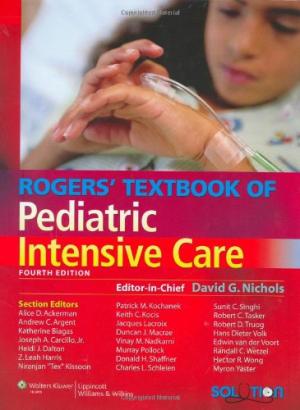 ROGERS' TEXTBOOK OF
Pediatric
Intensive Care
FOURTH EDITION
Editor-in-Chief David G. Nichols
Section Editors
Alice D. Ackerman
Andrew C. Argent
Katherine Biagas
Joseph A. Carcillo, Jr.
Heidi J. Dalton
Z. Leah Harris
Niranjan "Tex" Kissoon
Patrick M. Kochanek
Keith C. Kocis
Jacques Lacroix
Duncan J. Macrae
Vinay M. Nadkarni
Murray Pollock
Donald H. Shaffner
Charles L. Schleien
Sunit C. Singhi
Robert C. Tasker
Robert D. Truog
Hans Dieter Volk
Edwin van der Voort
Randall C. Wetzel
Hector R. Wong
Myron Yaster
Wolters Kluwer
Health
Lippincott
Williams & Wilkins
SOLUTION